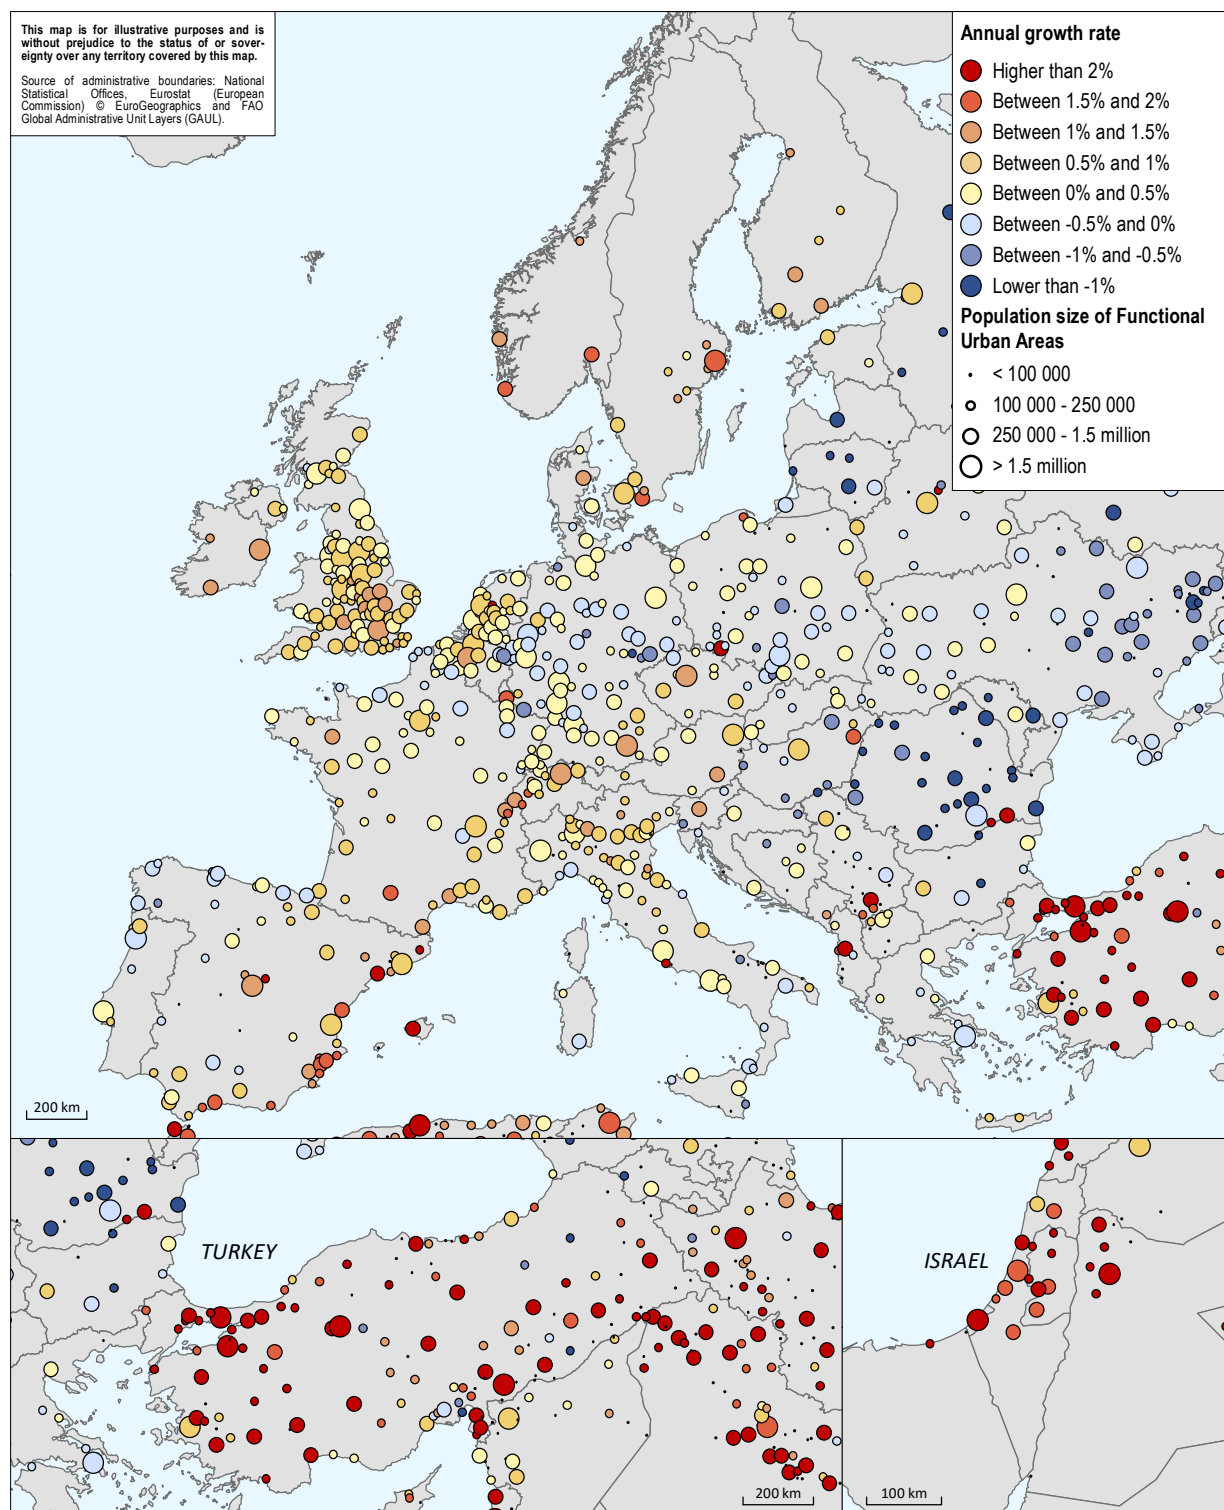 This map is for illustrative purposes and is
without prejudice to the status of or sover-
eignty over any territory covered by this map.
Source of administrative boundaries: National
Statistical Offices, Eurostat (European
Commission) © EuroGeographics and FAO
Global Administrative Unit Layers (GAUL).
Annual growth rate
Higher than 2%
Between 1.5% and 2%
Between 1% and 1.5%
Between 0.5% and 1%
Between 0% and 0.5%
Between -0.5% and 0%
Between -1% and -0.5%
Lower than -1%
Population size of Functional
Urban Areas
< 100 000
100 000 - 250 000
250 000 - 1.5 million
> 1.5 million
200 km
TURKEY
200 km
ISRAEL
100 km